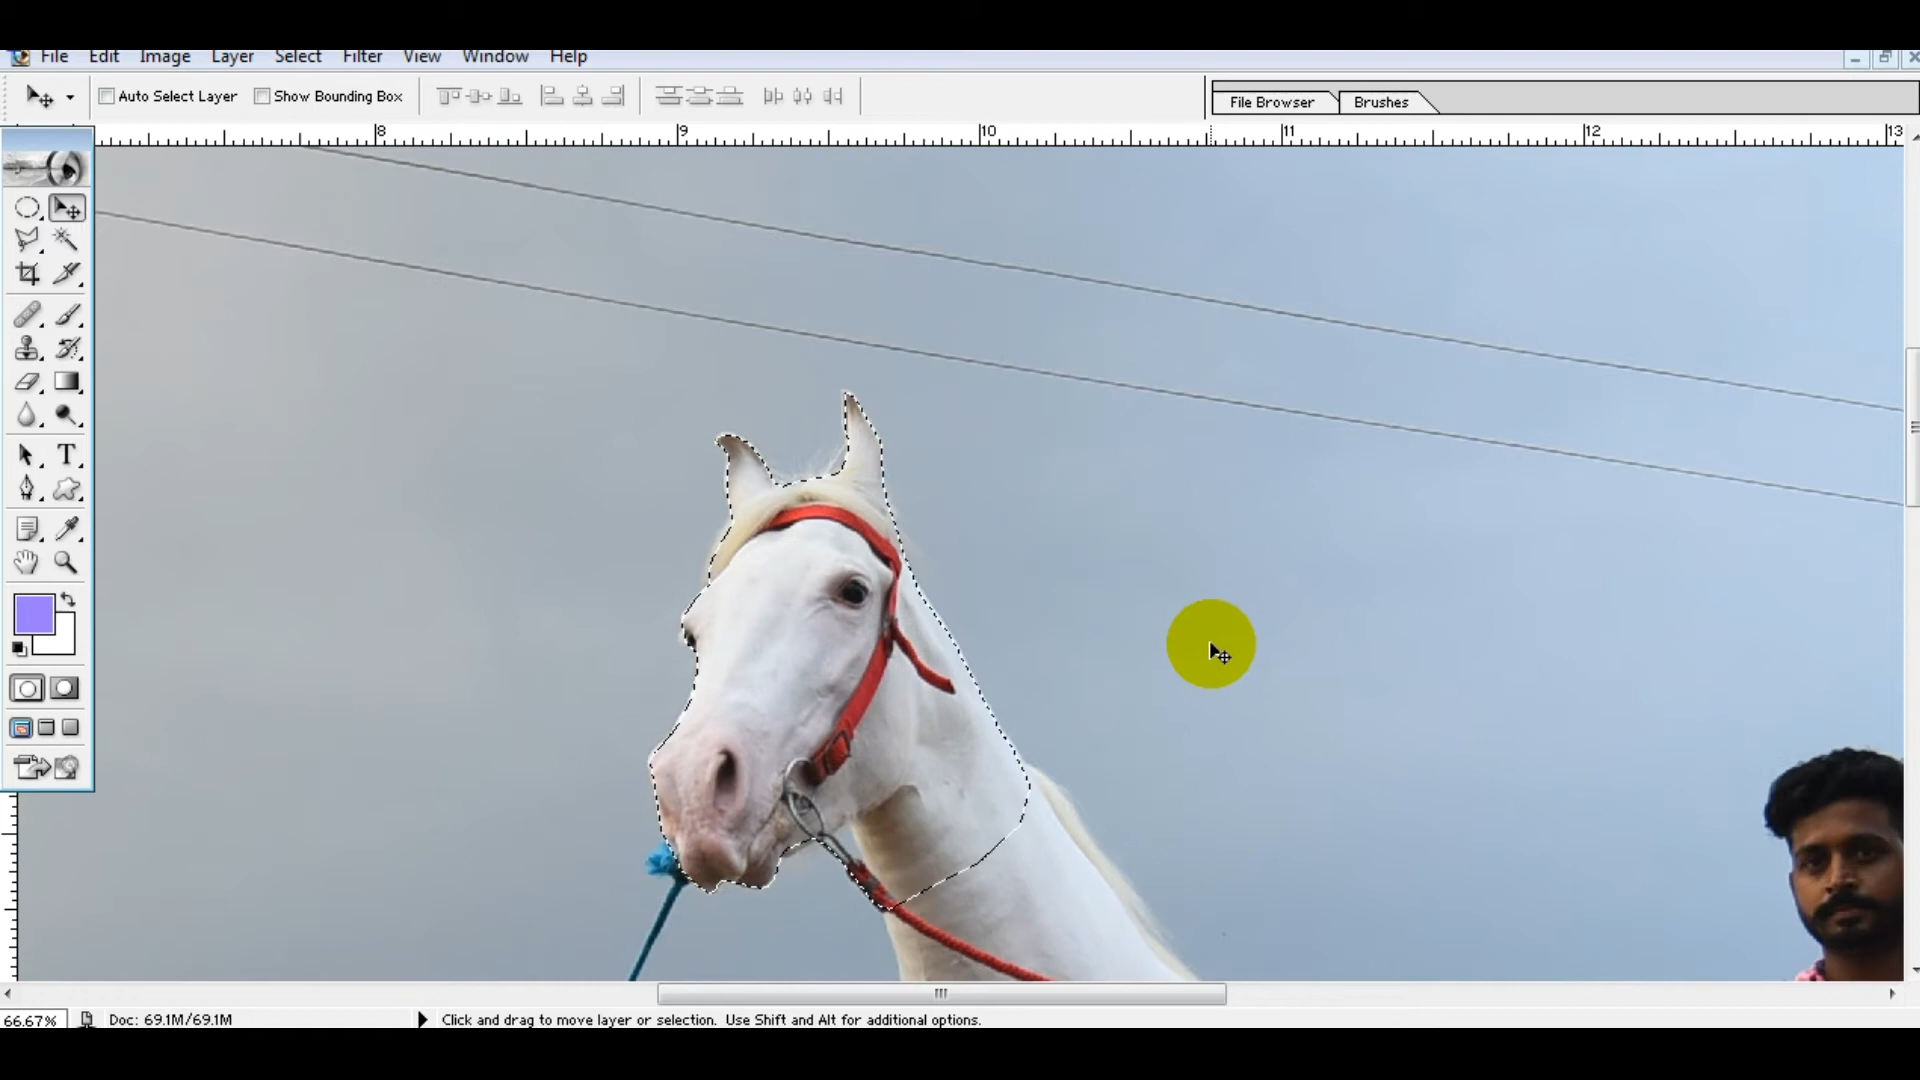 File Edit Image Layer Select Filter View Window Help
Auto Select Layer Show Bounding Box File Browser Brushes
8 9 10 11 12 13
T
66.67% Doc: 69.1M/69.1M Click and drag to move layer or selection. Use Shift and Alt for additional options.